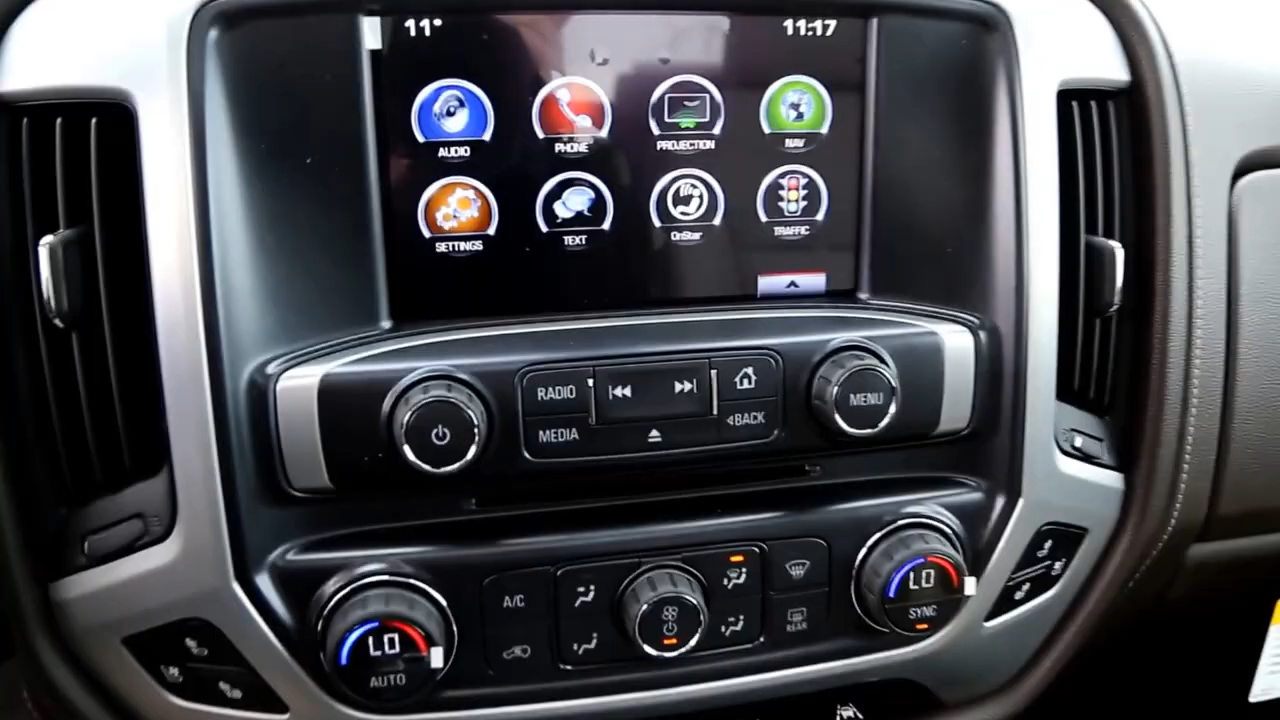 11° 11:17
AUDIO PHONE PROJECTION NAV
SETTINGS TEXT OnStar TRAFFIC
RADIO MENU
MEDIA BACK
LO
A/C
REAR
SYNC
LO
AUTO